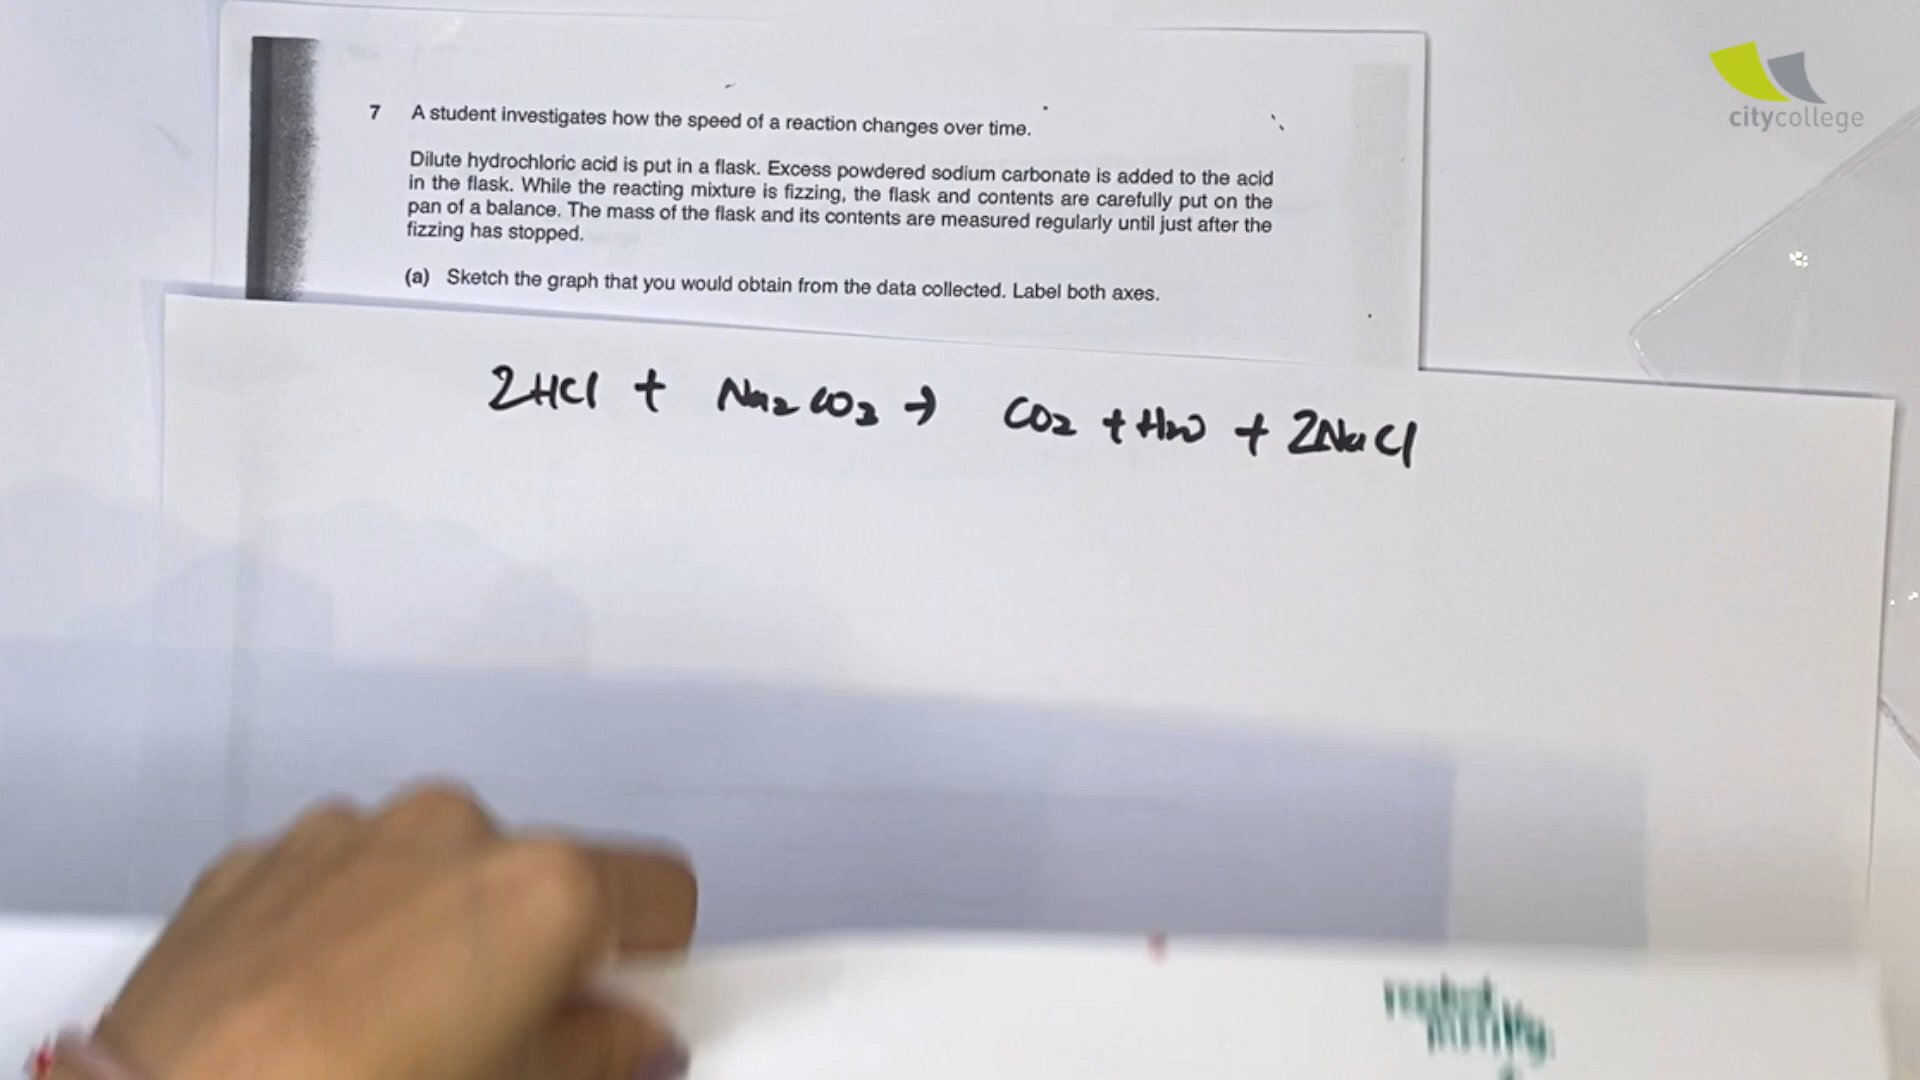 citycollege
7 A student investigates how the speed of a reaction changes over time.
Dilute hydrochloric acid is put in a flask. Excess powdered sodium carbonate is added to the acid
in the flask. While the reacting mixture is fizzing, the flask and contents are carefully put on the
pan of a balance. The mass of the flask and its contents are measured regularly until just after the
fizzing has stopped.
(a) Sketch the graph that you would obtain from the data collected. Label both axes.
2HCl + Na2CO3 → CO2 + H2O + 2NaCl